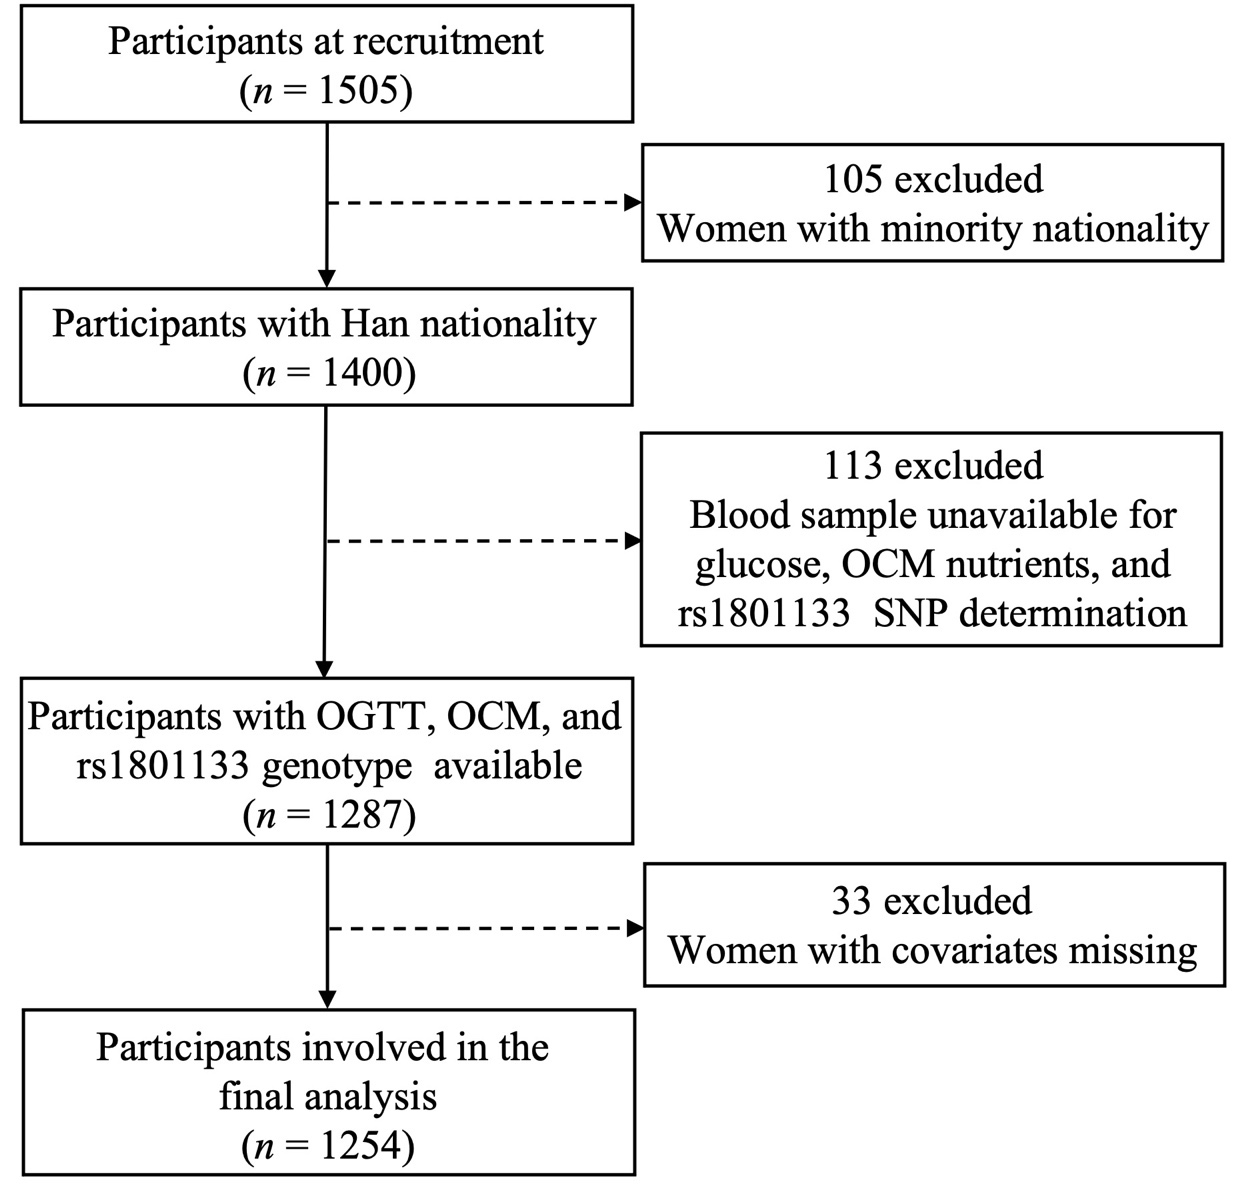 Participants at recruitment
(n = 1505)
105 excluded
Women with minority nationality
Participants with Han nationality
(n = 1400)
113 excluded
Blood sample unavailable for
glucose, OCM nutrients, and
rs1801133 SNP determination
Participants with OGTT, OCM, and
rs1801133 genotype available
(n = 1287)
33 excluded
Women with covariates missing
Participants involved in the
final analysis
(n = 1254)